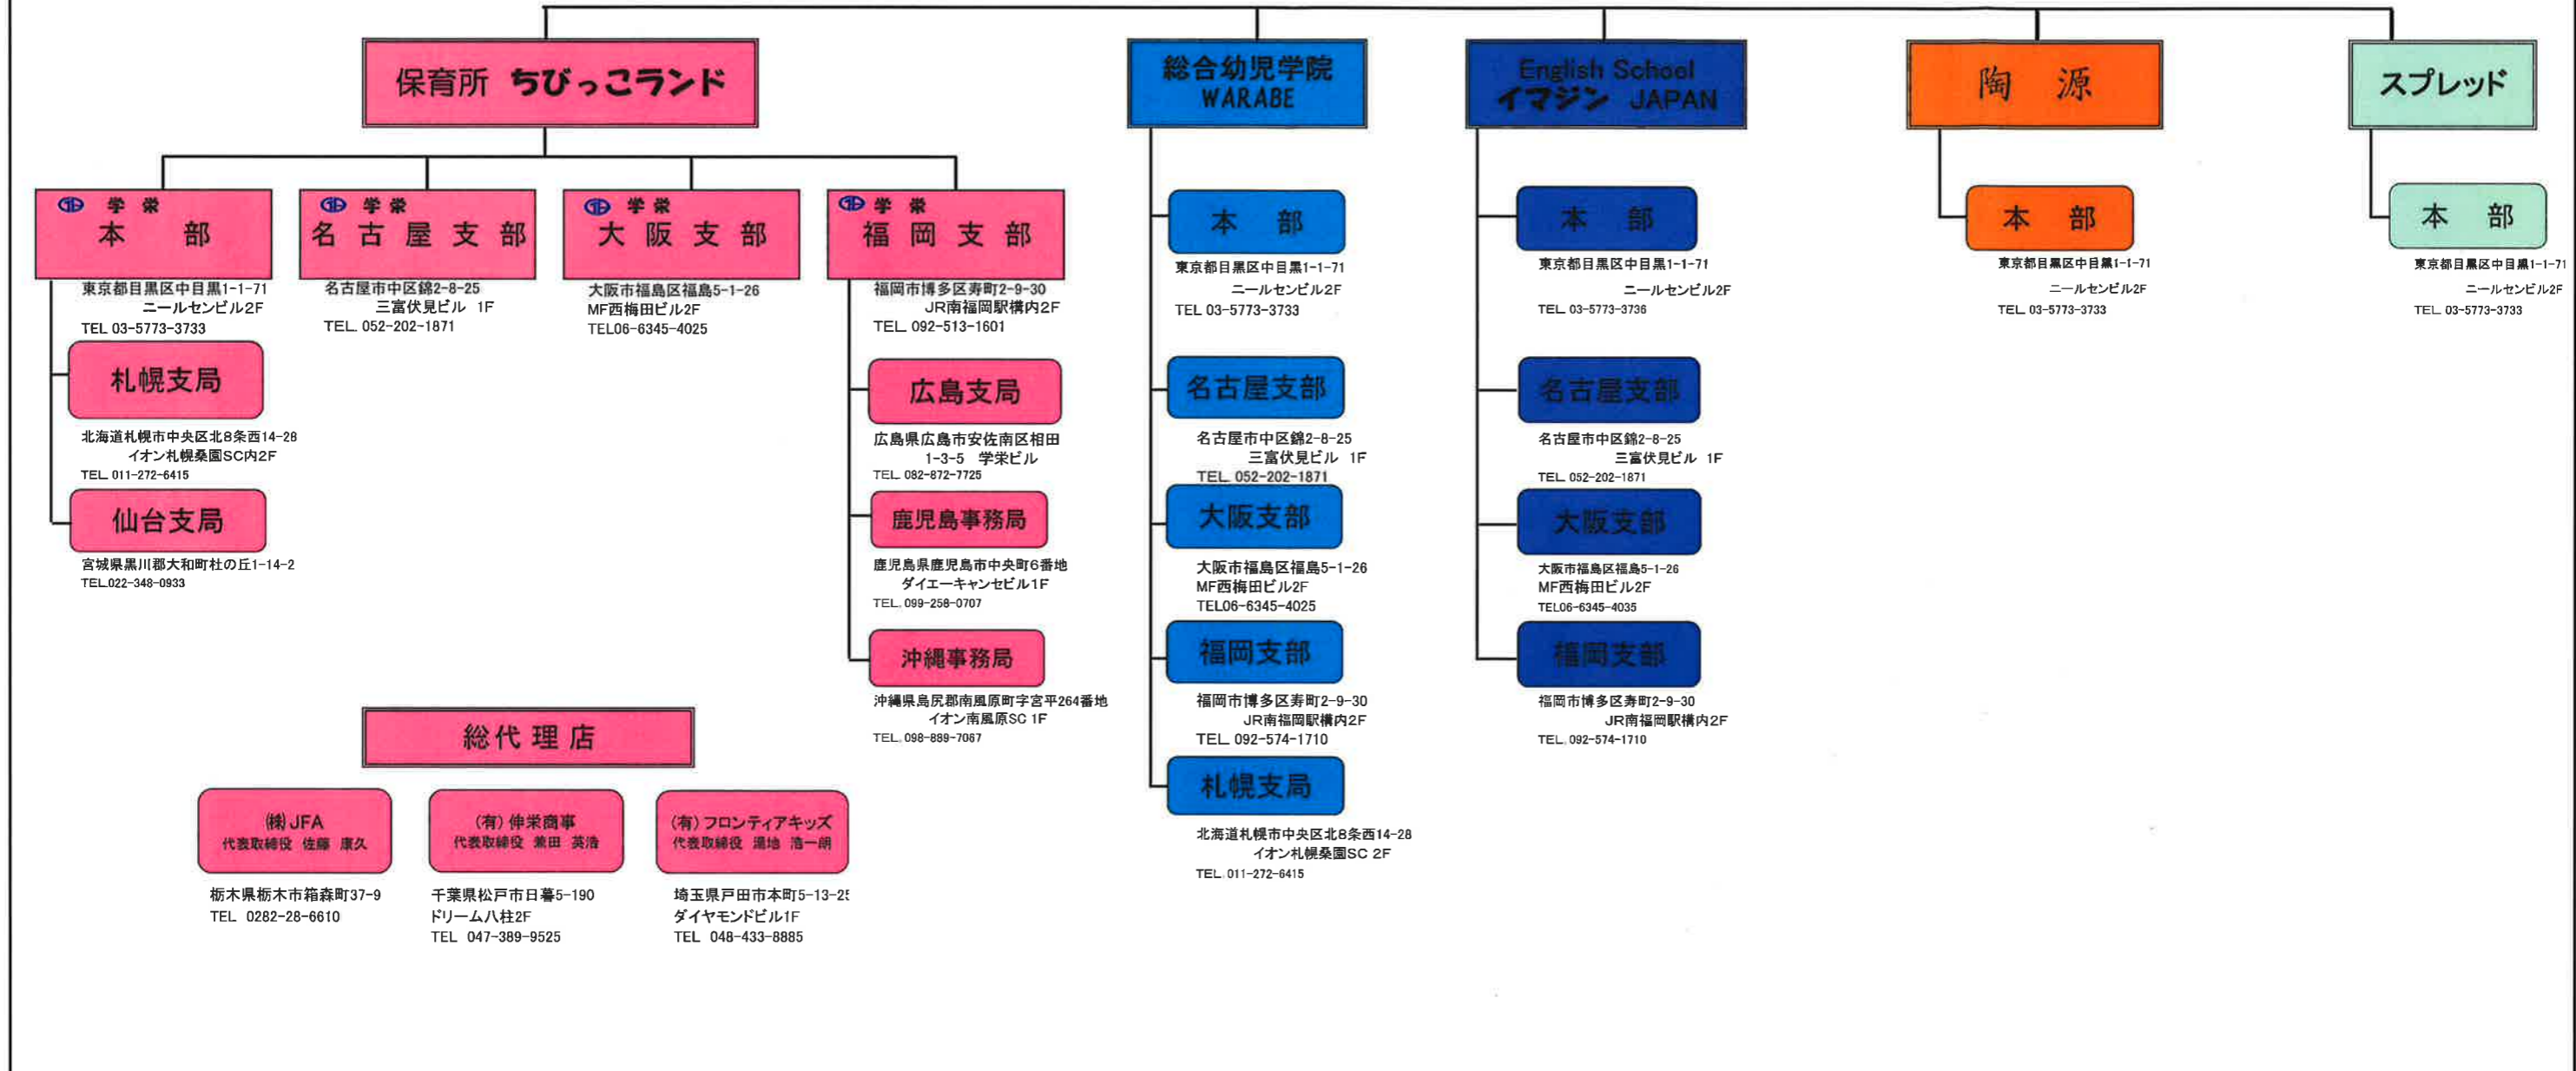 保育所 ちびっこランド
学 栄
本 部
東京都目黒区中目黒1-1-71
ニールセンビル2F
TEL 03-5773-3733
札幌支局
北海道札幌市中央区北8条西14-28
イオン札幌桑園SC内2F
TEL.011-272-6415
仙台支局
宮城県黒川郡大和町杜の丘1-14-2
TEL.022-348-0933
学 栄
名 古 屋 支 部
名古屋市中区錦2-8-25
三富伏見ビル 1F
TEL. 052-202-1871
学 栄
大 阪 支 部
大阪市福島区福島5-1-26
MF西梅田ビル2F
TEL06-6345-4025
学 栄
福 岡 支 部
福岡市博多区寿町2-9-30
JR南福岡駅構内2F
TEL. 092-513-1601
広島支局
広島県広島市安佐南区相田
1-3-5 学栄ビル
TEL. 082-872-7725
鹿児島事務局
鹿児島県鹿児島市中央町6番地
ダイエーキャンセビル1F
TEL. 099-258-0707
沖縄事務局
沖縄県島尻郡南風原町字宮平264番地
イオン南風原SC 1F
TEL. 098-889-7067
総代理店
(株)JFA
代表取締役 佐藤 康久
栃木県栃木市箱森町37-9
TEL 0282-28-6610
(有)伸栄商事
代表取締役 兼田 英浩
千葉県松戸市日暮5-190
ドリーム八柱2F
TEL 047-389-9525
(有)フロンティアキッズ
代表取締役 湯地 浩一朗
埼玉県戸田市本町5-13-25
ダイヤモンドビル1F
TEL 048-433-8885
総合幼児学院
WARABE
本 部
東京都目黒区中目黒1-1-71
ニールセンビル2F
TEL 03-5773-3733
名古屋支部
名古屋市中区錦2-8-25
三富伏見ビル 1F
TEL. 052-202-1871
大阪支部
大阪市福島区福島5-1-26
MF西梅田ビル2F
TEL06-6345-4025
福岡支部
福岡市博多区寿町2-9-30
JR南福岡駅構内2F
TEL. 092-574-1710
札幌支局
北海道札幌市中央区北8条西14-28
イオン札幌桑園SC 2F
TEL.011-272-6415
English School
イマジン JAPAN
本 部
東京都目黒区中目黒1-1-71
ニールセンビル2F
TEL. 03-5773-3736
名古屋支部
名古屋市中区錦2-8-25
三富伏見ビル 1F
TEL. 052-202-1871
大阪支部
大阪市福島区福島5-1-26
MF西梅田ビル2F
TEL06-6345-4035
福岡支部
福岡市博多区寿町2-9-30
JR南福岡駅構内2F
TEL. 092-574-1710
陶 源
本 部
東京都目黒区中目黒1-1-71
ニールセンビル2F
TEL. 03-5773-3733
スプレッド
本 部
東京都目黒区中目黒1-1-71
ニールセンビル2F
TEL. 03-5773-3733